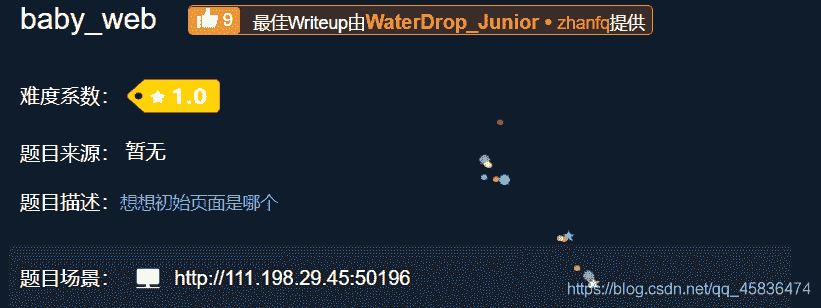 baby_web 9 最佳Writeup由WaterDrop_Junior • zhanfq提供
难度系数： 1.0
题目来源： 暂无
题目描述： 想想初始页面是哪个
题目场景： http://111.198.29.45:50196
https://blog.csdn.net/qq_45836474